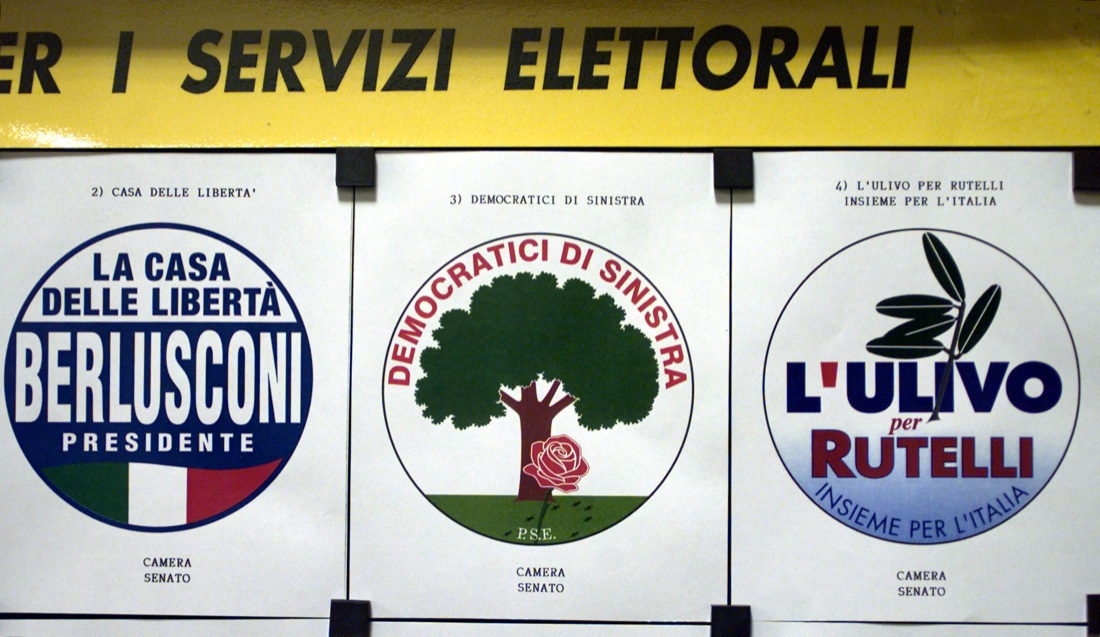 ER I SERVIZI ELETTORALI
2) CASA DELLE LIBERTA'
LA CASA
DELLE LIBERTÀ
BERLUSCONI
PRESIDENTE
CAMERA
SENATO
3) DEMOCRATICI DI SINISTRA
DEMOCRATICI DI SINISTRA
P.S.E.
CAMERA
SENATO
4) L'ULIVO PER RUTELLI
INSIEME PER L'ITALIA
L'ULIVO
per
RUTELLI
INSIEME PER L'ITALIA
CAMERA
SENATO